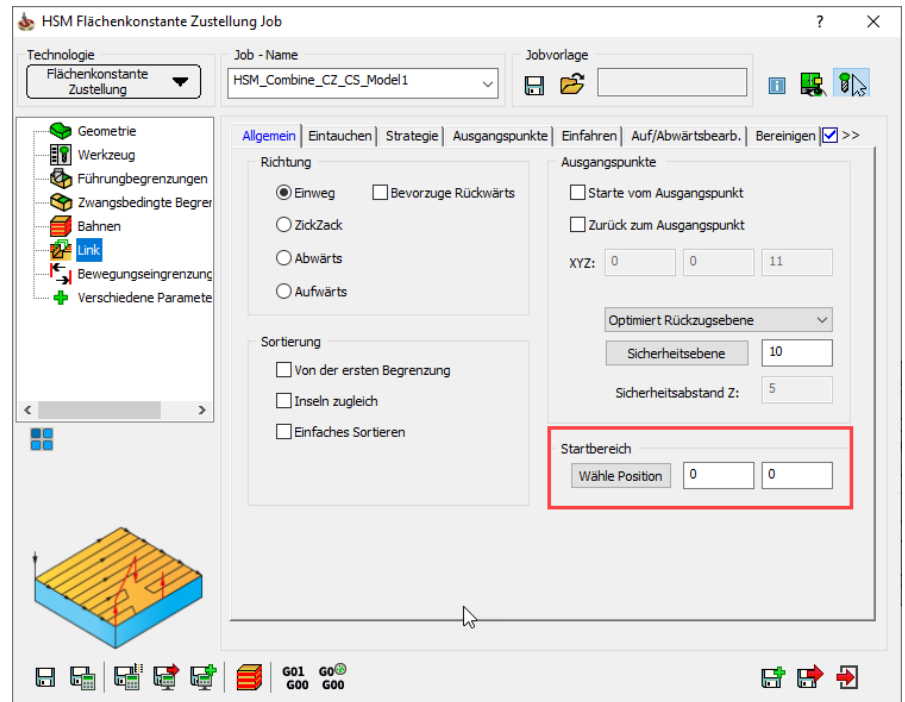 HSM Flächenkonstante Zustellung Job
Technologie
Flächenkonstante
Zustellung
Job - Name
HSM_Combine_CZ_CS_Model1
Jobvorlage
Geometrie
Werkzeug
Führungbegrenzungen
Zwangsbedingte Begrer
Bahnen
Link
Bewegungseingrenzung
Verschiedene Paramete
Allgemein Eintauchen Strategie Ausgangspunkte Einfahren Auf/Abwärtsbearb. Bereinigen >>
Richtung
Einweg Bevorzuge Rückwärts
ZickZack
Abwärts
Aufwärts
Sortierung
Von der ersten Begrenzung
Inseln zugleich
Einfaches Sortieren
Ausgangspunkte
Starte vom Ausgangspunkt
Zurück zum Ausgangspunkt
XYZ: 0 0 11
Optimiert Rückzugsebene
Sicherheitsebene 10
Sicherheitsabstand Z: 5
Startbereich
Wähle Position 0 0
G01 G0
G00 G00